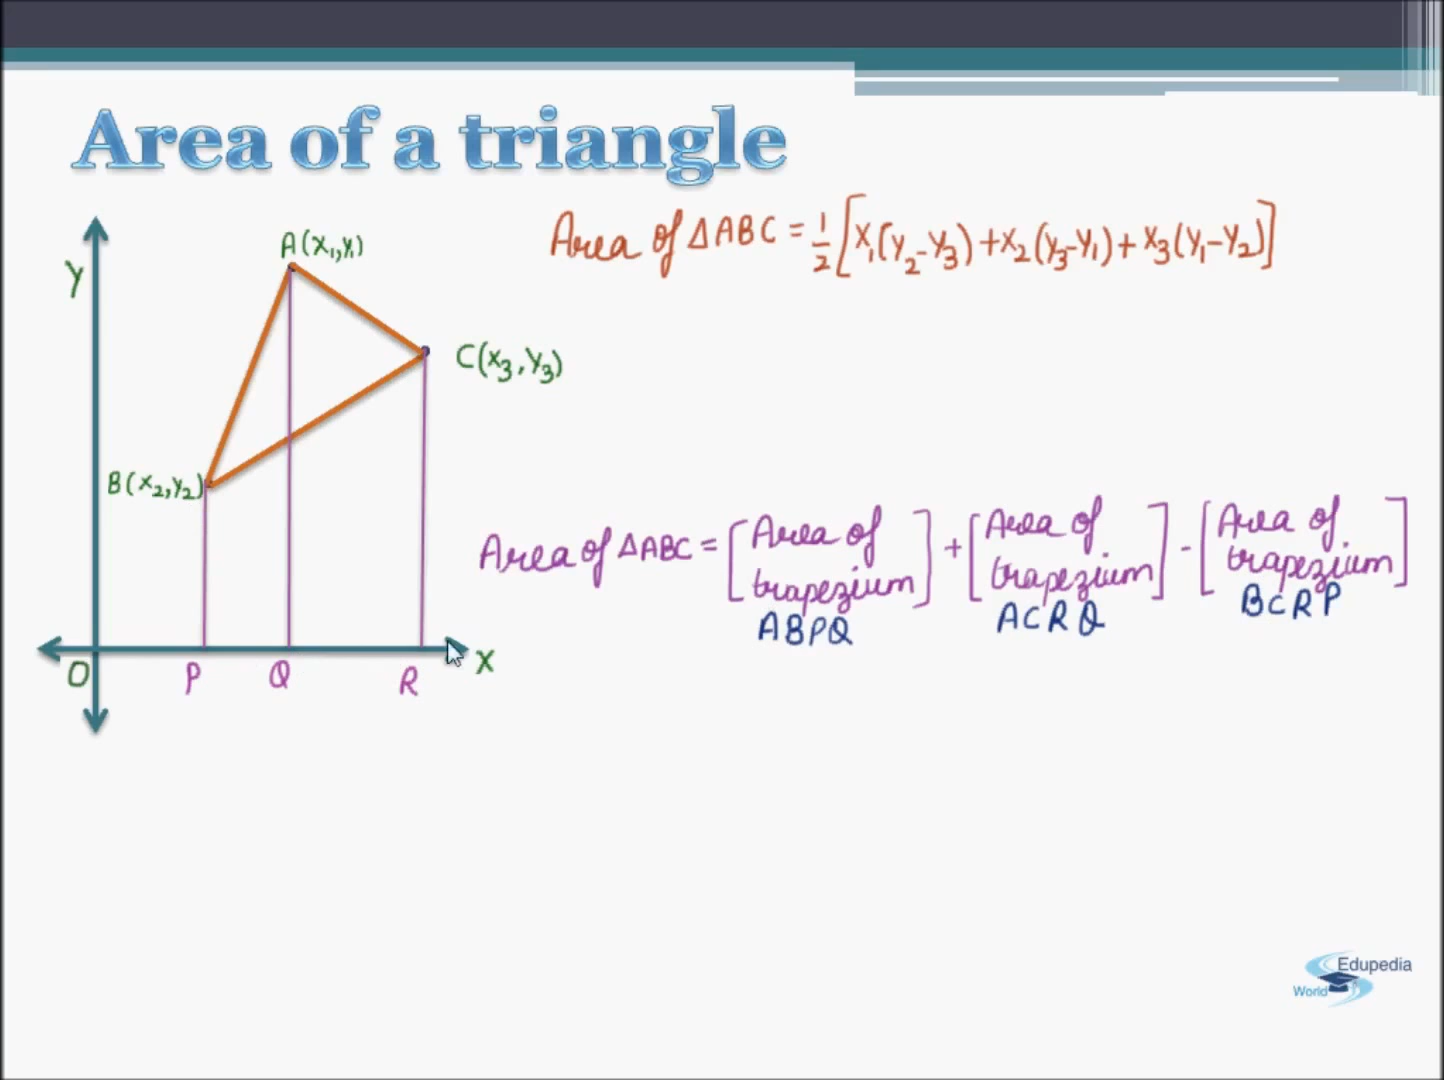 Area of a triangle
Area of ΔABC = 1/2 [x₁(y₂-y₃) + x₂(y₃-y₁) + x₃(y₁-y₂)]
A(x₁,y₁)
Y
C(x₃,y₃)
B(x₂,y₂)
Area of ΔABC = [Area of trapezium] + [Area of trapezium] - [Area of trapezium]
ABPQ ACRQ BCRP
O P Q R X
Edupedia
World